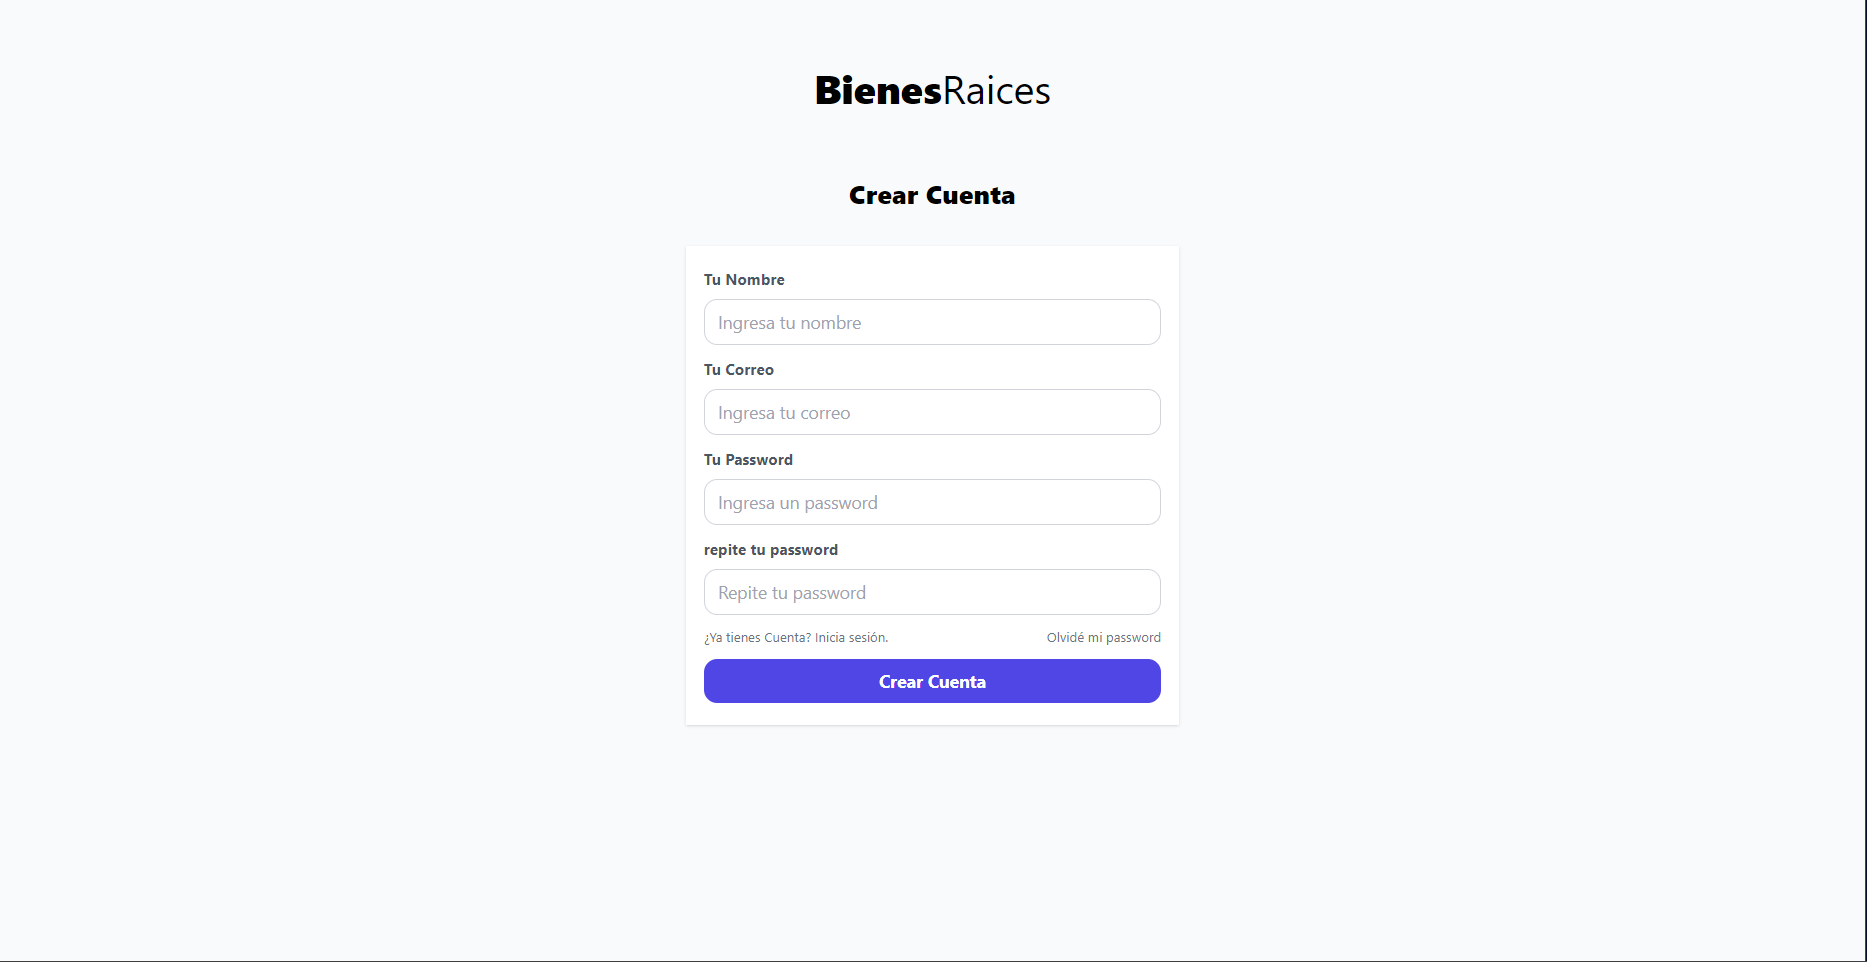 BienesRaices
Crear Cuenta
Tu Nombre
Ingresa tu nombre
Tu Correo
Ingresa tu correo
Tu Password
Ingresa un password
repite tu password
Repite tu password
¿Ya tienes Cuenta? Inicia sesión. Olvidé mi password
Crear Cuenta